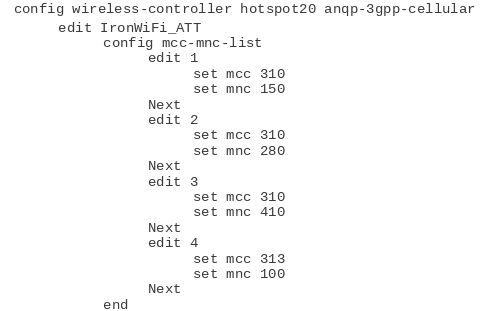 config wireless-controller hotspot20 anqp-3gpp-cellular
edit IronWiFi_ATT
config mcc-mnc-list
edit 1
set mcc 310
set mnc 150
Next
edit 2
set mcc 310
set mnc 280
Next
edit 3
set mcc 310
set mnc 410
Next
edit 4
set mcc 313
set mnc 100
Next
end